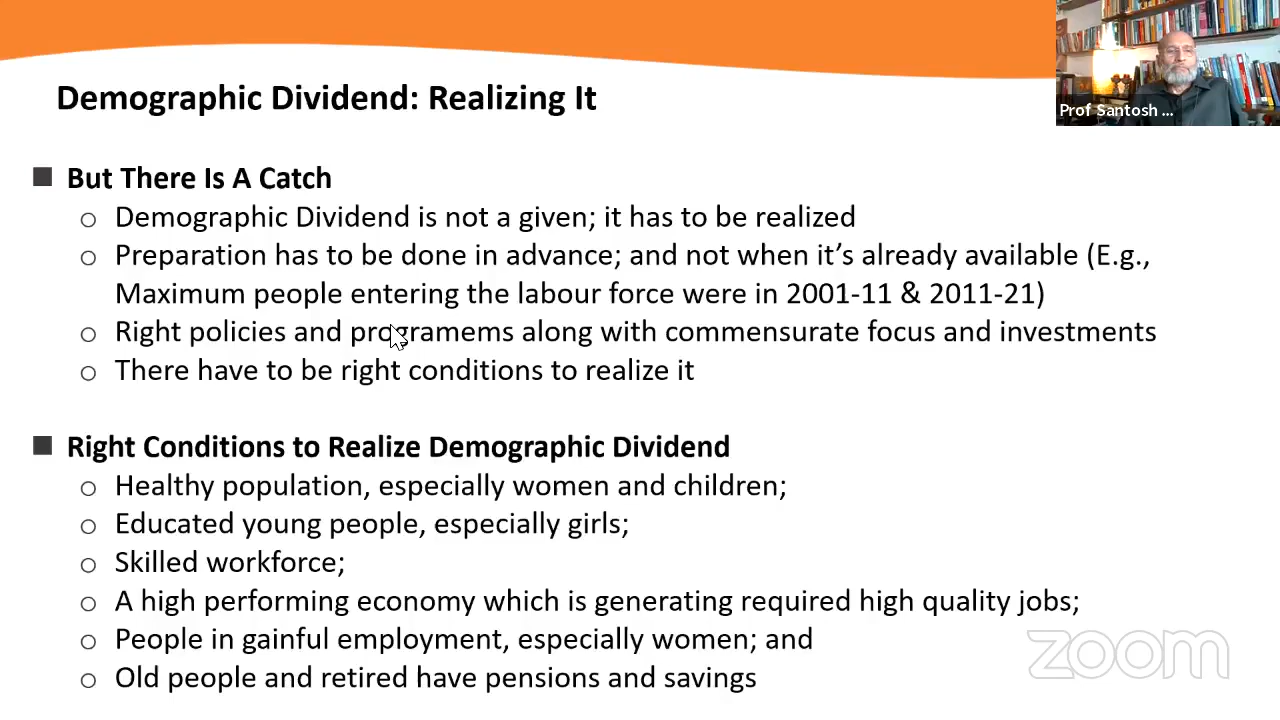 Prof Santosh ...
Demographic Dividend: Realizing It
But There Is A Catch
Demographic Dividend is not a given; it has to be realized
Preparation has to be done in advance; and not when it’s already available (E.g.,
Maximum people entering the labour force were in 2001-11 & 2011-21)
Right policies and programems along with commensurate focus and investments
There have to be right conditions to realize it
Right Conditions to Realize Demographic Dividend
Healthy population, especially women and children;
Educated young people, especially girls;
Skilled workforce;
A high performing economy which is generating required high quality jobs;
People in gainful employment, especially women; and
Old people and retired have pensions and savings
zoom